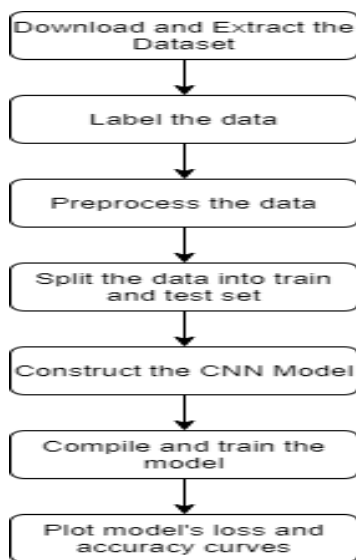 Download and Extract the
Dataset
Label the data
Preprocess the data
Split the data into train
and test set
Construct the CNN Model
Compile and train the
model
Plot model's loss and
accuracy curves